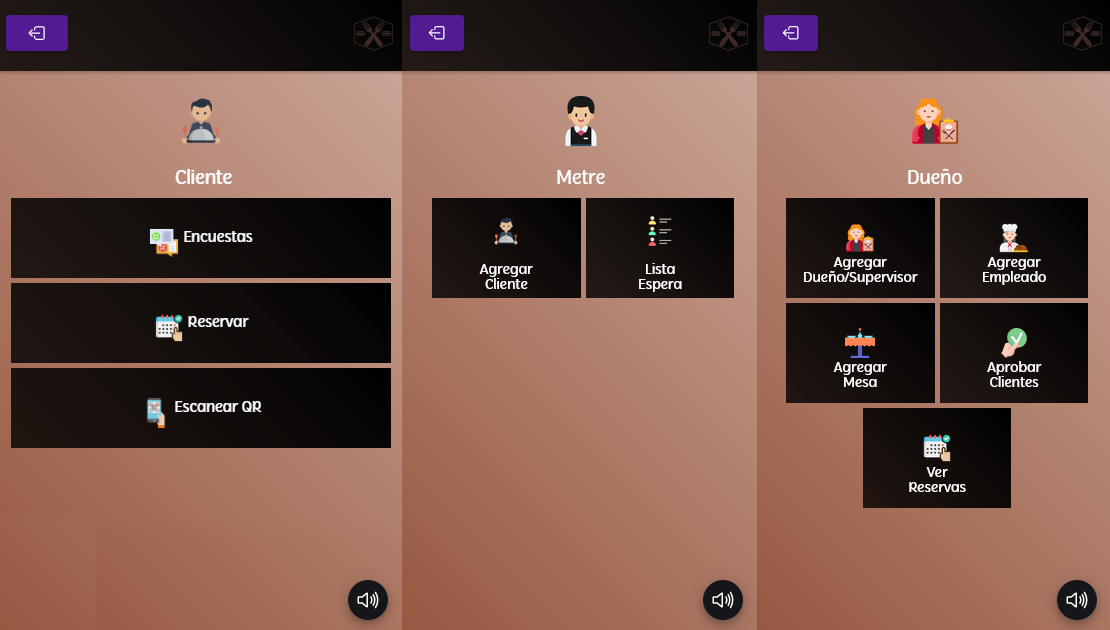 Cliente
Encuestas
Reservar
Escanear QR
Metre
Agregar
Cliente
Lista
Espera
Dueño
Agregar
Dueño/Supervisor
Agregar
Empleado
Agregar
Mesa
Aprobar
Clientes
Ver
Reservas